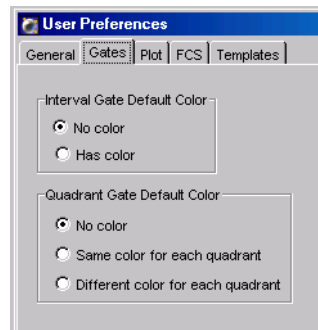 User Preferences
General Gates Plot FCS Templates
Interval Gate Default Color
No color
Has color
Quadrant Gate Default Color
No color
Same color for each quadrant
Different color for each quadrant